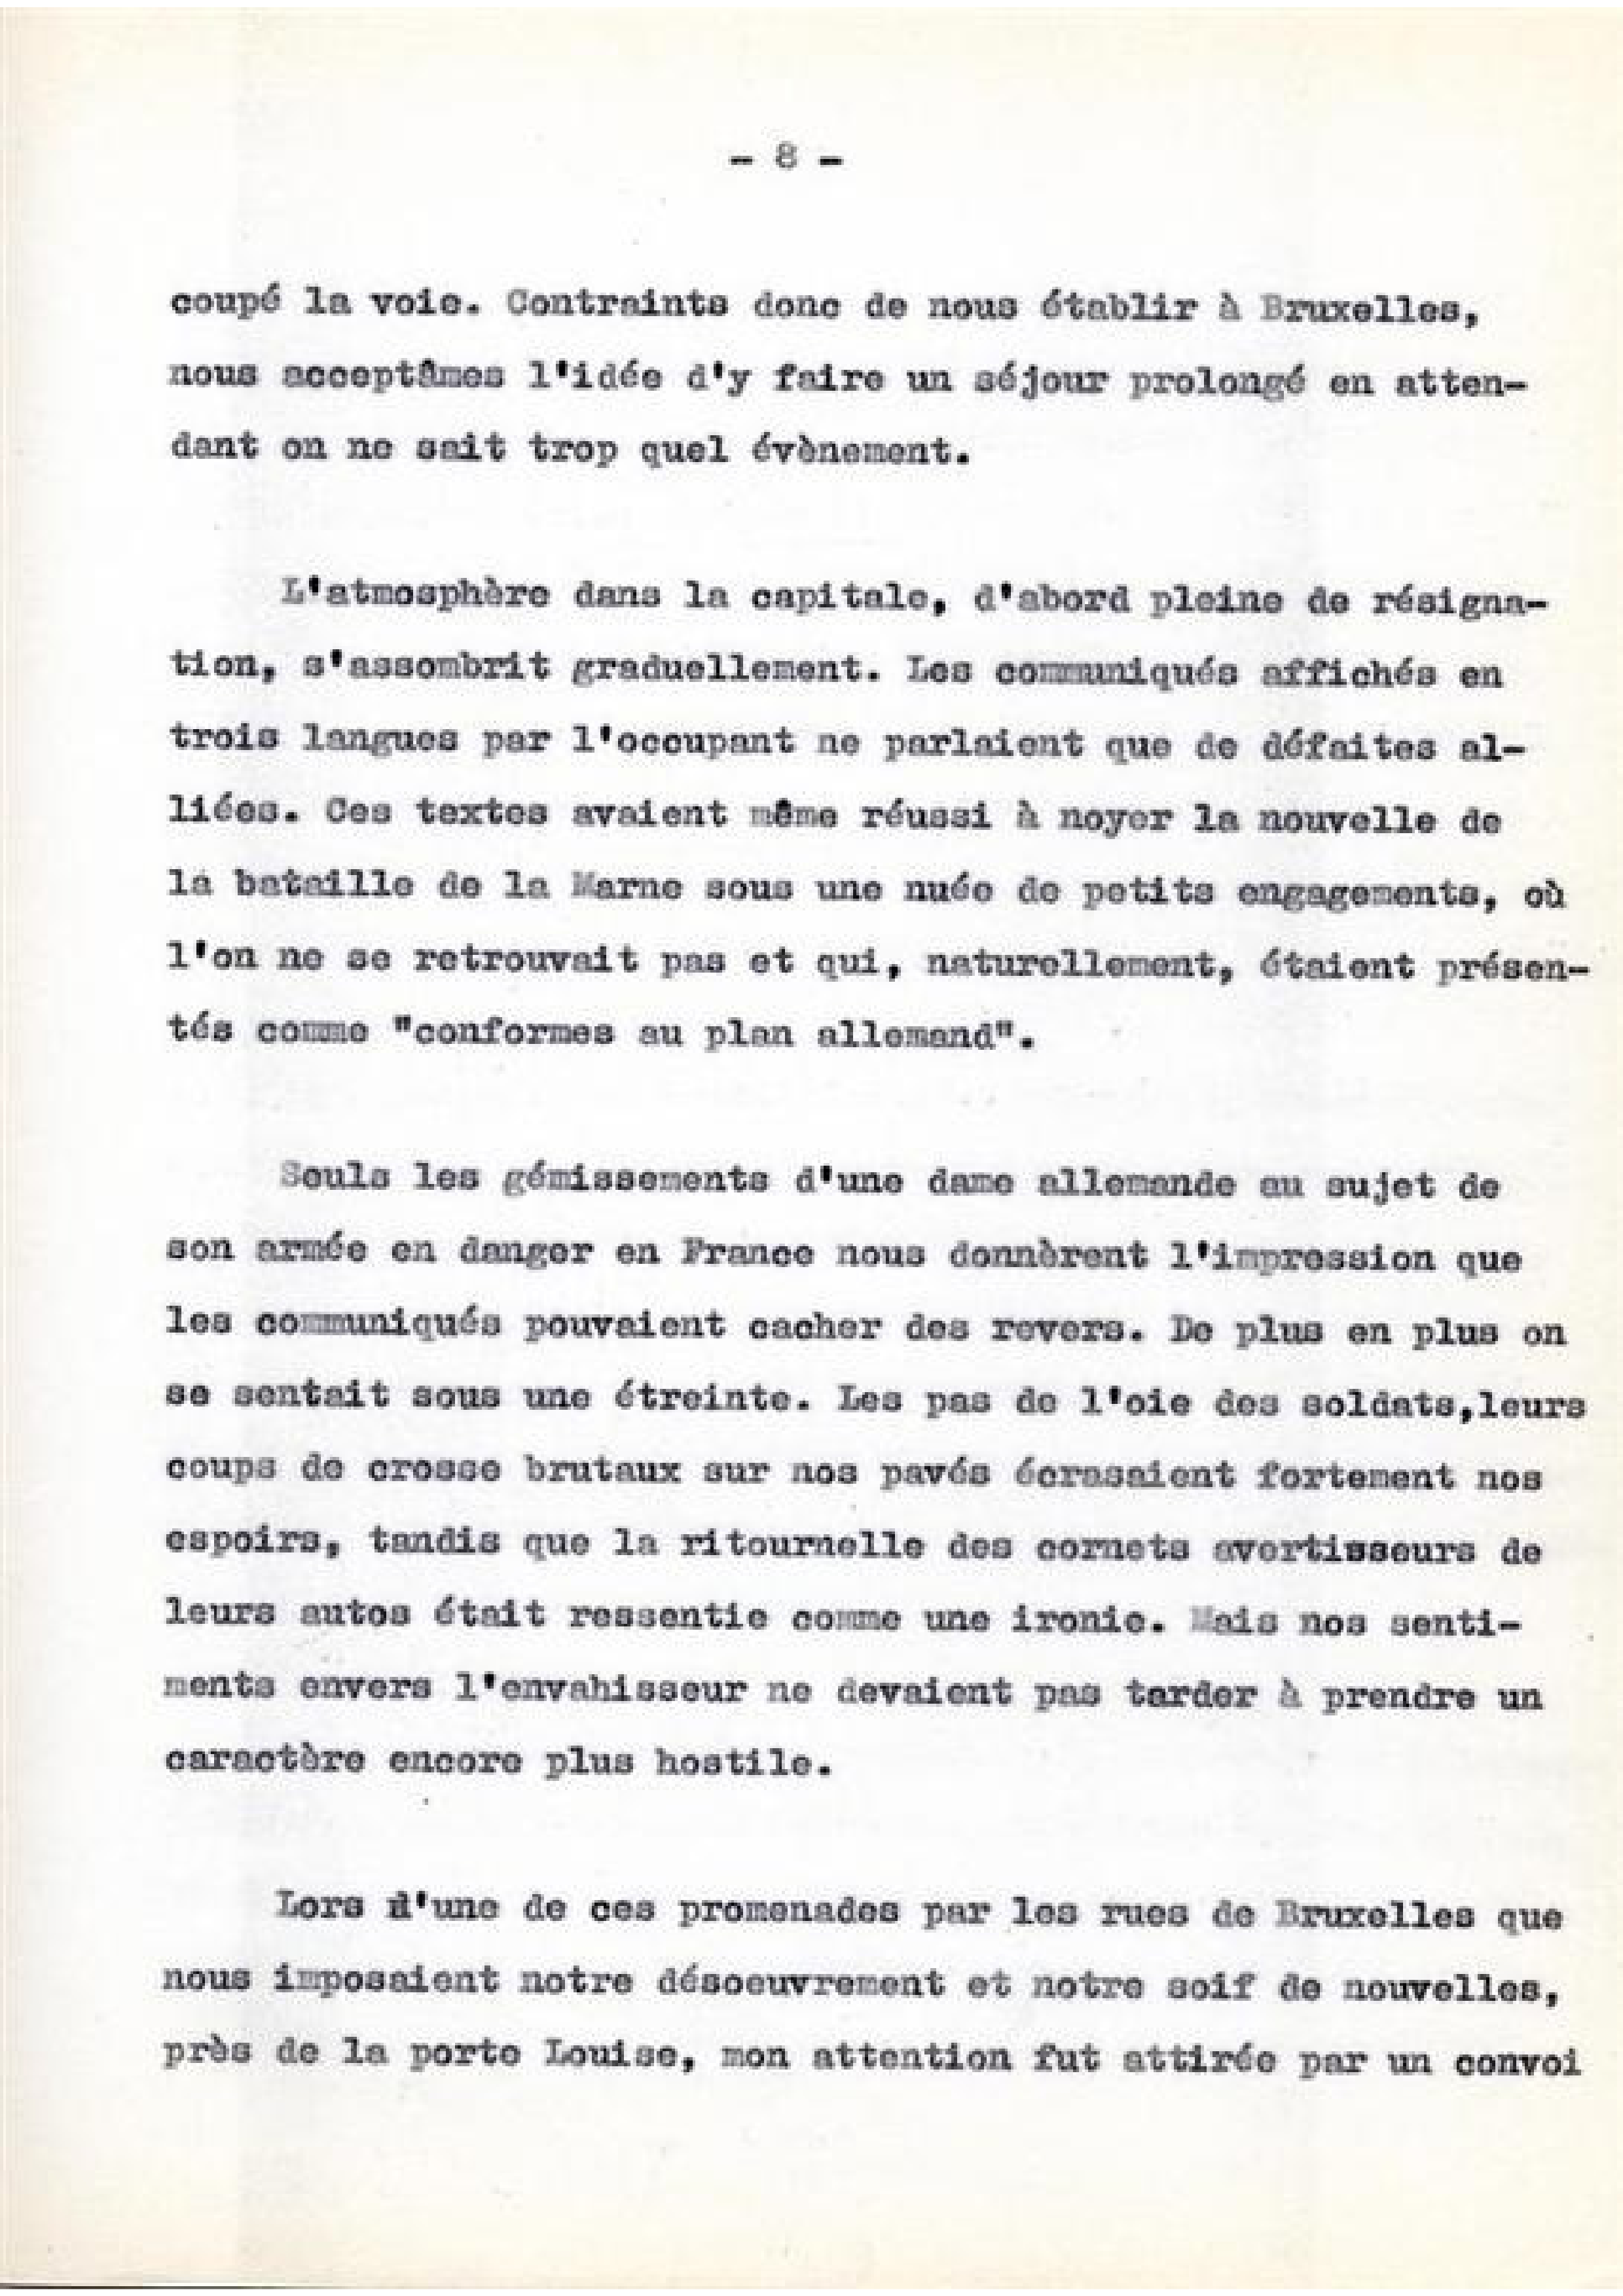 - 8 -
coupé la voie. Contraints donc de nous établir à Bruxelles,
nous acceptâmes l'idée d'y faire un séjour prolongé en atten-
dant on ne sait trop quel évènement.
L'atmosphère dans la capitale, d'abord pleine de résigna-
tion, s'assombrit graduellement. Les communiqués affichés en
trois langues par l'occupant ne parlaient que de défaites al-
liées. Ces textes avaient même réussi à noyer la nouvelle de
la bataille de la Marne sous une nuée de petits engagements, où
l'on ne se retrouvait pas et qui, naturellement, étaient présen-
tés comme "conformes au plan allemand".
Seuls les gémissements d'une dame allemande au sujet de
son armée en danger en France nous donnèrent l'impression que
les communiqués pouvaient cacher des revers. De plus en plus on
se sentait sous une étreinte. Les pas de l'oie des soldats,leurs
coups de crosse brutaux sur nos pavés écrasaient fortement nos
espoirs, tandis que la ritournelle des cornets avertisseurs de
leurs autos était ressentie comme une ironie. Mais nos senti-
ments envers l'envahisseur ne devaient pas tarder à prendre un
caractère encore plus hostile.
Lors d'une de ces promenades par les rues de Bruxelles que
nous imposaient notre désoeuvrement et notre soif de nouvelles,
près de la porte Louise, mon attention fut attirée par un convoi